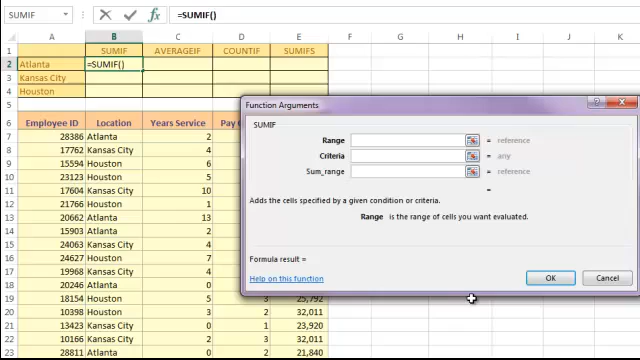 SUMIF =SUMIF()
A B C D E F G H I J
1 SUMIF AVERAGEIF COUNTIF SUMIFS
2 Atlanta =SUMIF()
3 Kansas City
4 Houston
5
6 Employee ID Location Years Service Pay
7 28386 Atlanta 2
8 17762 Kansas City 4
9 15594 Houston 6
10 23123 Houston 5
11 17604 Kansas City 10
12 21766 Houston 1
13 20662 Atlanta 13
14 15903 Atlanta 2
15 24063 Kansas City 4
16 24257 Houston 7
17 19968 Kansas City 4
18 20246 Atlanta 0
19 18154 Houston 5 3 25,792
20 10398 Houston 3 2 32,011
21 13423 Kansas City 0 1 23,920
22 10166 Kansas City 2 3 32,011
23 28811 Atlanta 0 2 21,840
Function Arguments
SUMIF
Range = reference
Criteria = any
Sum_range = reference
=
Adds the cells specified by a given condition or criteria.
Range is the range of cells you want evaluated.
Formula result =
Help on this function OK Cancel